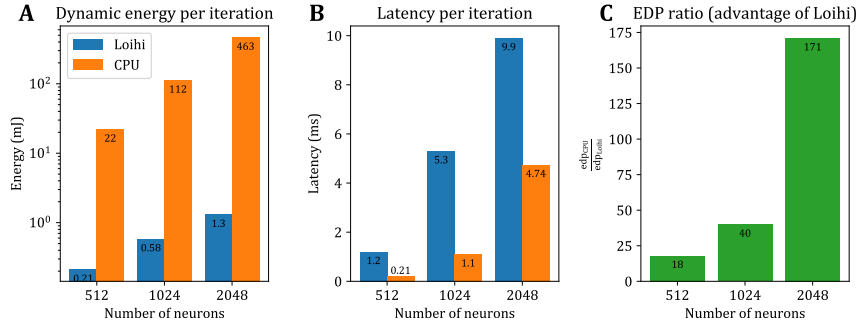 A Dynamic energy per iteration
Loihi
CPU
463
112
22
1.3
0.58
0.21
10²
10¹
10⁰
Energy (mJ)
512 1024 2048
Number of neurons
B Latency per iteration
10
8
6
4
2
0
Latency (ms)
9.9
5.3
4.74
1.2
0.21
1.1
512 1024 2048
Number of neurons
C EDP ratio (advantage of Loihi)
175
150
125
100
75
50
25
0
edp_CPU
edp_Loihi
171
40
18
512 1024 2048
Number of neurons